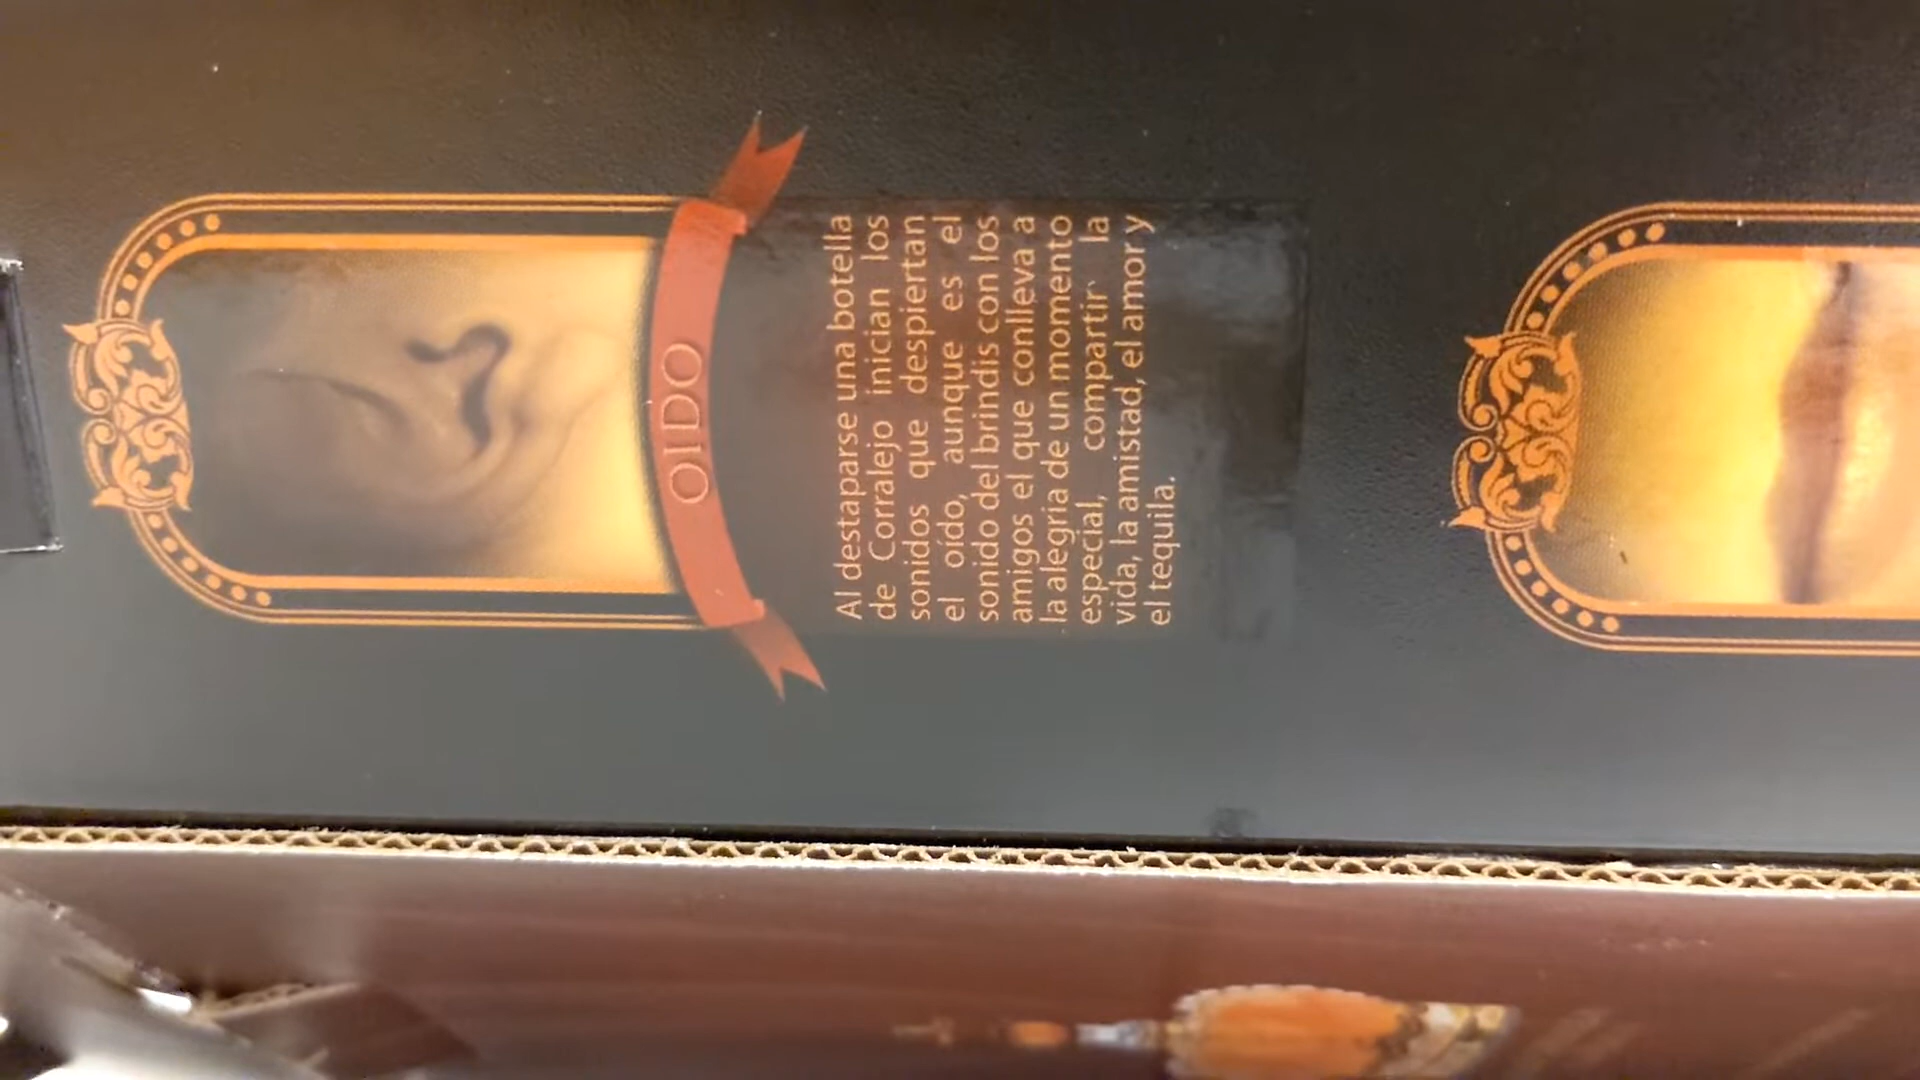 OIDO
Al destaparse una botella
de Corralejo inician los
sonidos que despiertan
el oído, aunque es el
sonido del brindis con los
amigos el que conlleva a
la alegría de un momento
especial, compartir la
vida, la amistad, el amor y
el tequila.